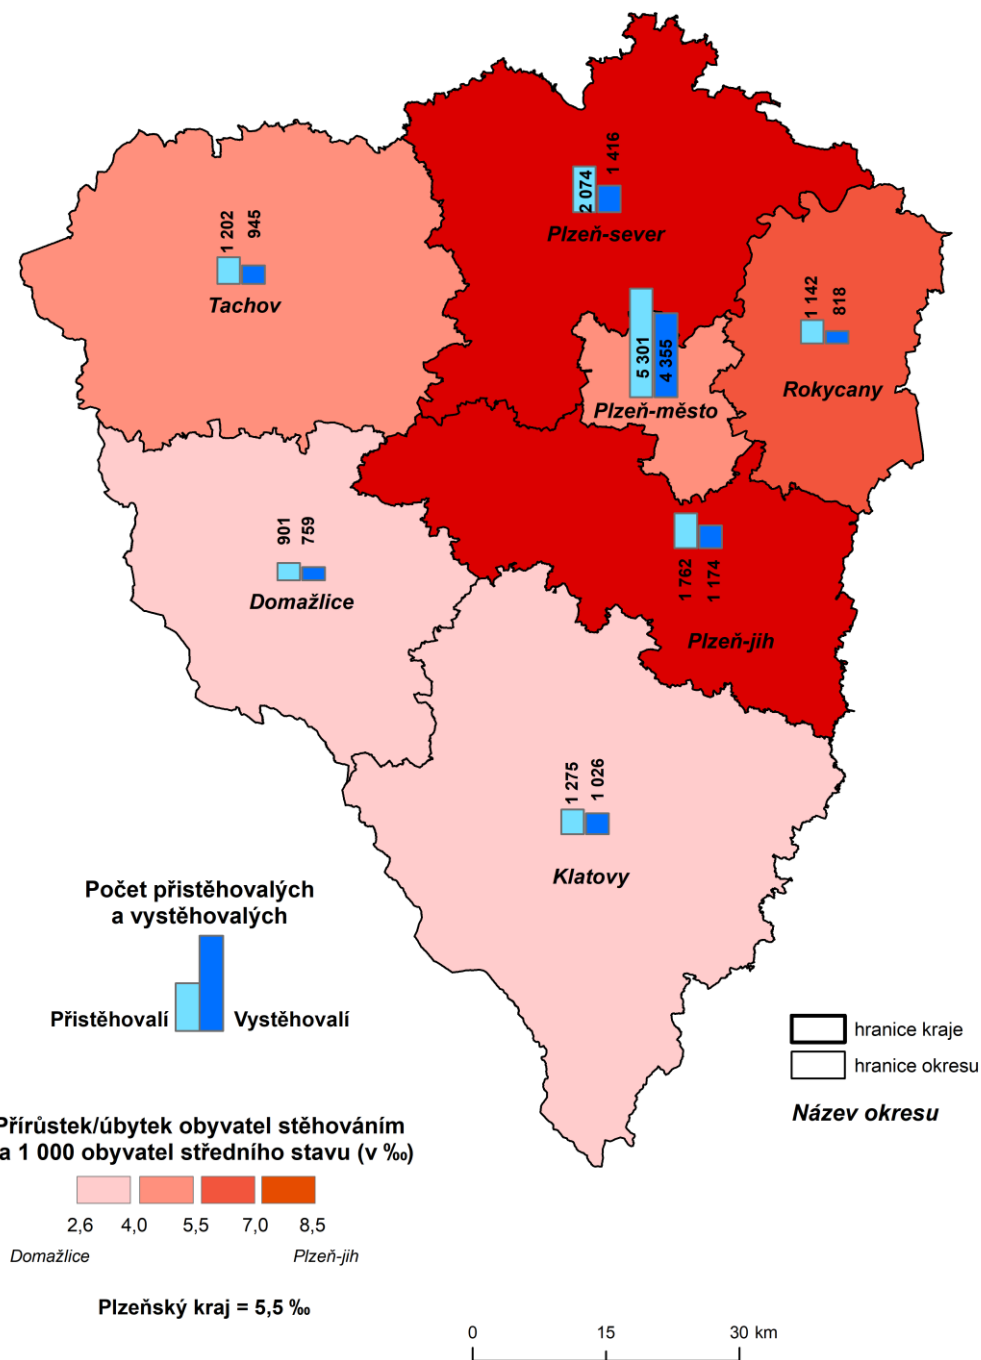 2 074
1 416
Plzeň-sever
1 202
945
Tachov
1 142
818
Rokycany
5 301
4 355
Plzeň-město
901
759
Domažlice
1 762
1 174
Plzeň-jih
1 275
1 026
Klatovy
Počet přistěhovalých
a vystěhovalých
Přistěhovalí
Vystěhovalí
hranice kraje
hranice okresu
Název okresu
Přírůstek/úbytek obyvatel stěhováním
a 1 000 obyvatel středního stavu (v ‰)
2,6 4,0 5,5 7,0 8,5
Domažlice Plzeň-jih
Plzeňský kraj = 5,5 ‰
0 15 30 km